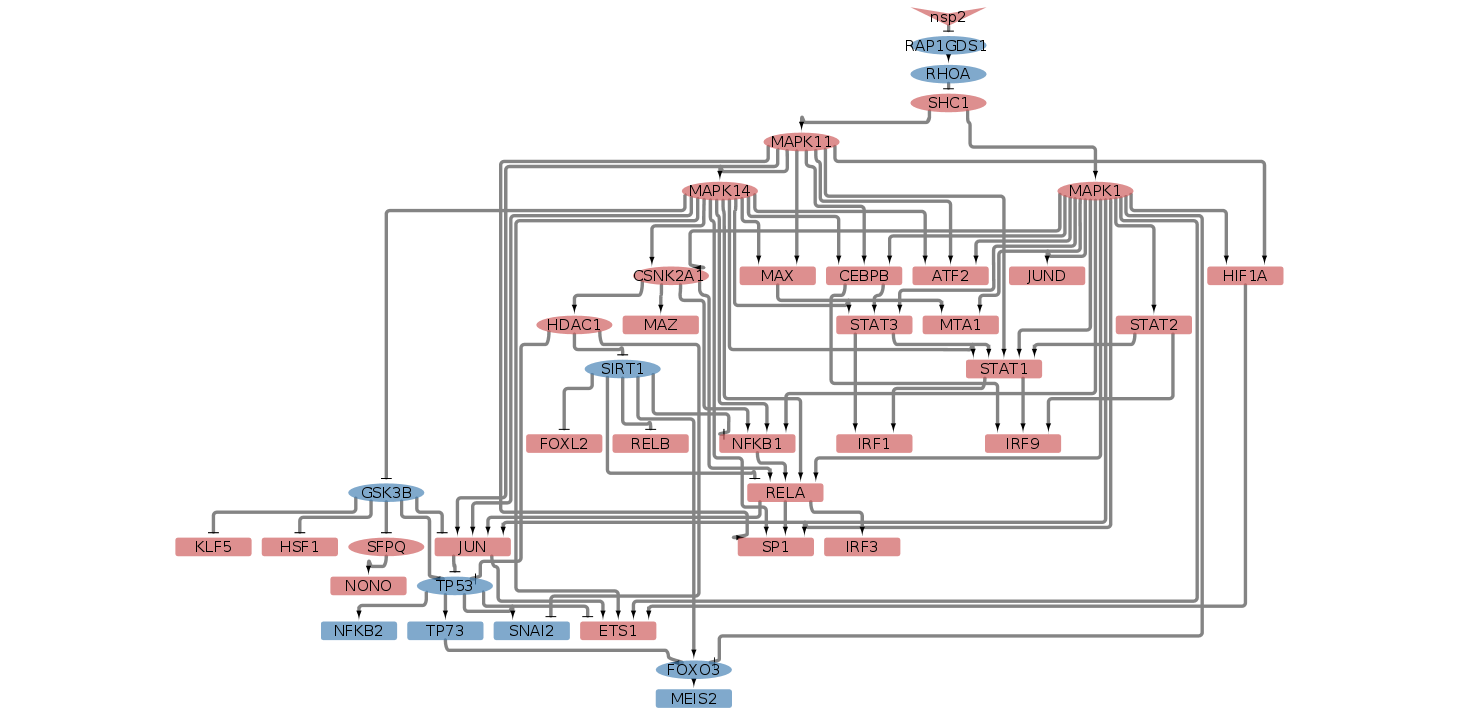 nsp2
RAP1GDS1
RHOA
SHC1
MAPK11
MAPK14 MAPK1
CSNK2A1 MAX CEBPB ATF2 JUND HIF1A
HDAC1 MAZ STAT3 MTA1 STAT2
SIRT1 STAT1
FOXL2 RELB NFKB1 IRF1 IRF9
GSK3B RELA
KLF5 HSF1 SFPQ JUN SP1 IRF3
NONO TP53
NFKB2 TP73 SNAI2 ETS1
FOXO3
MEIS2